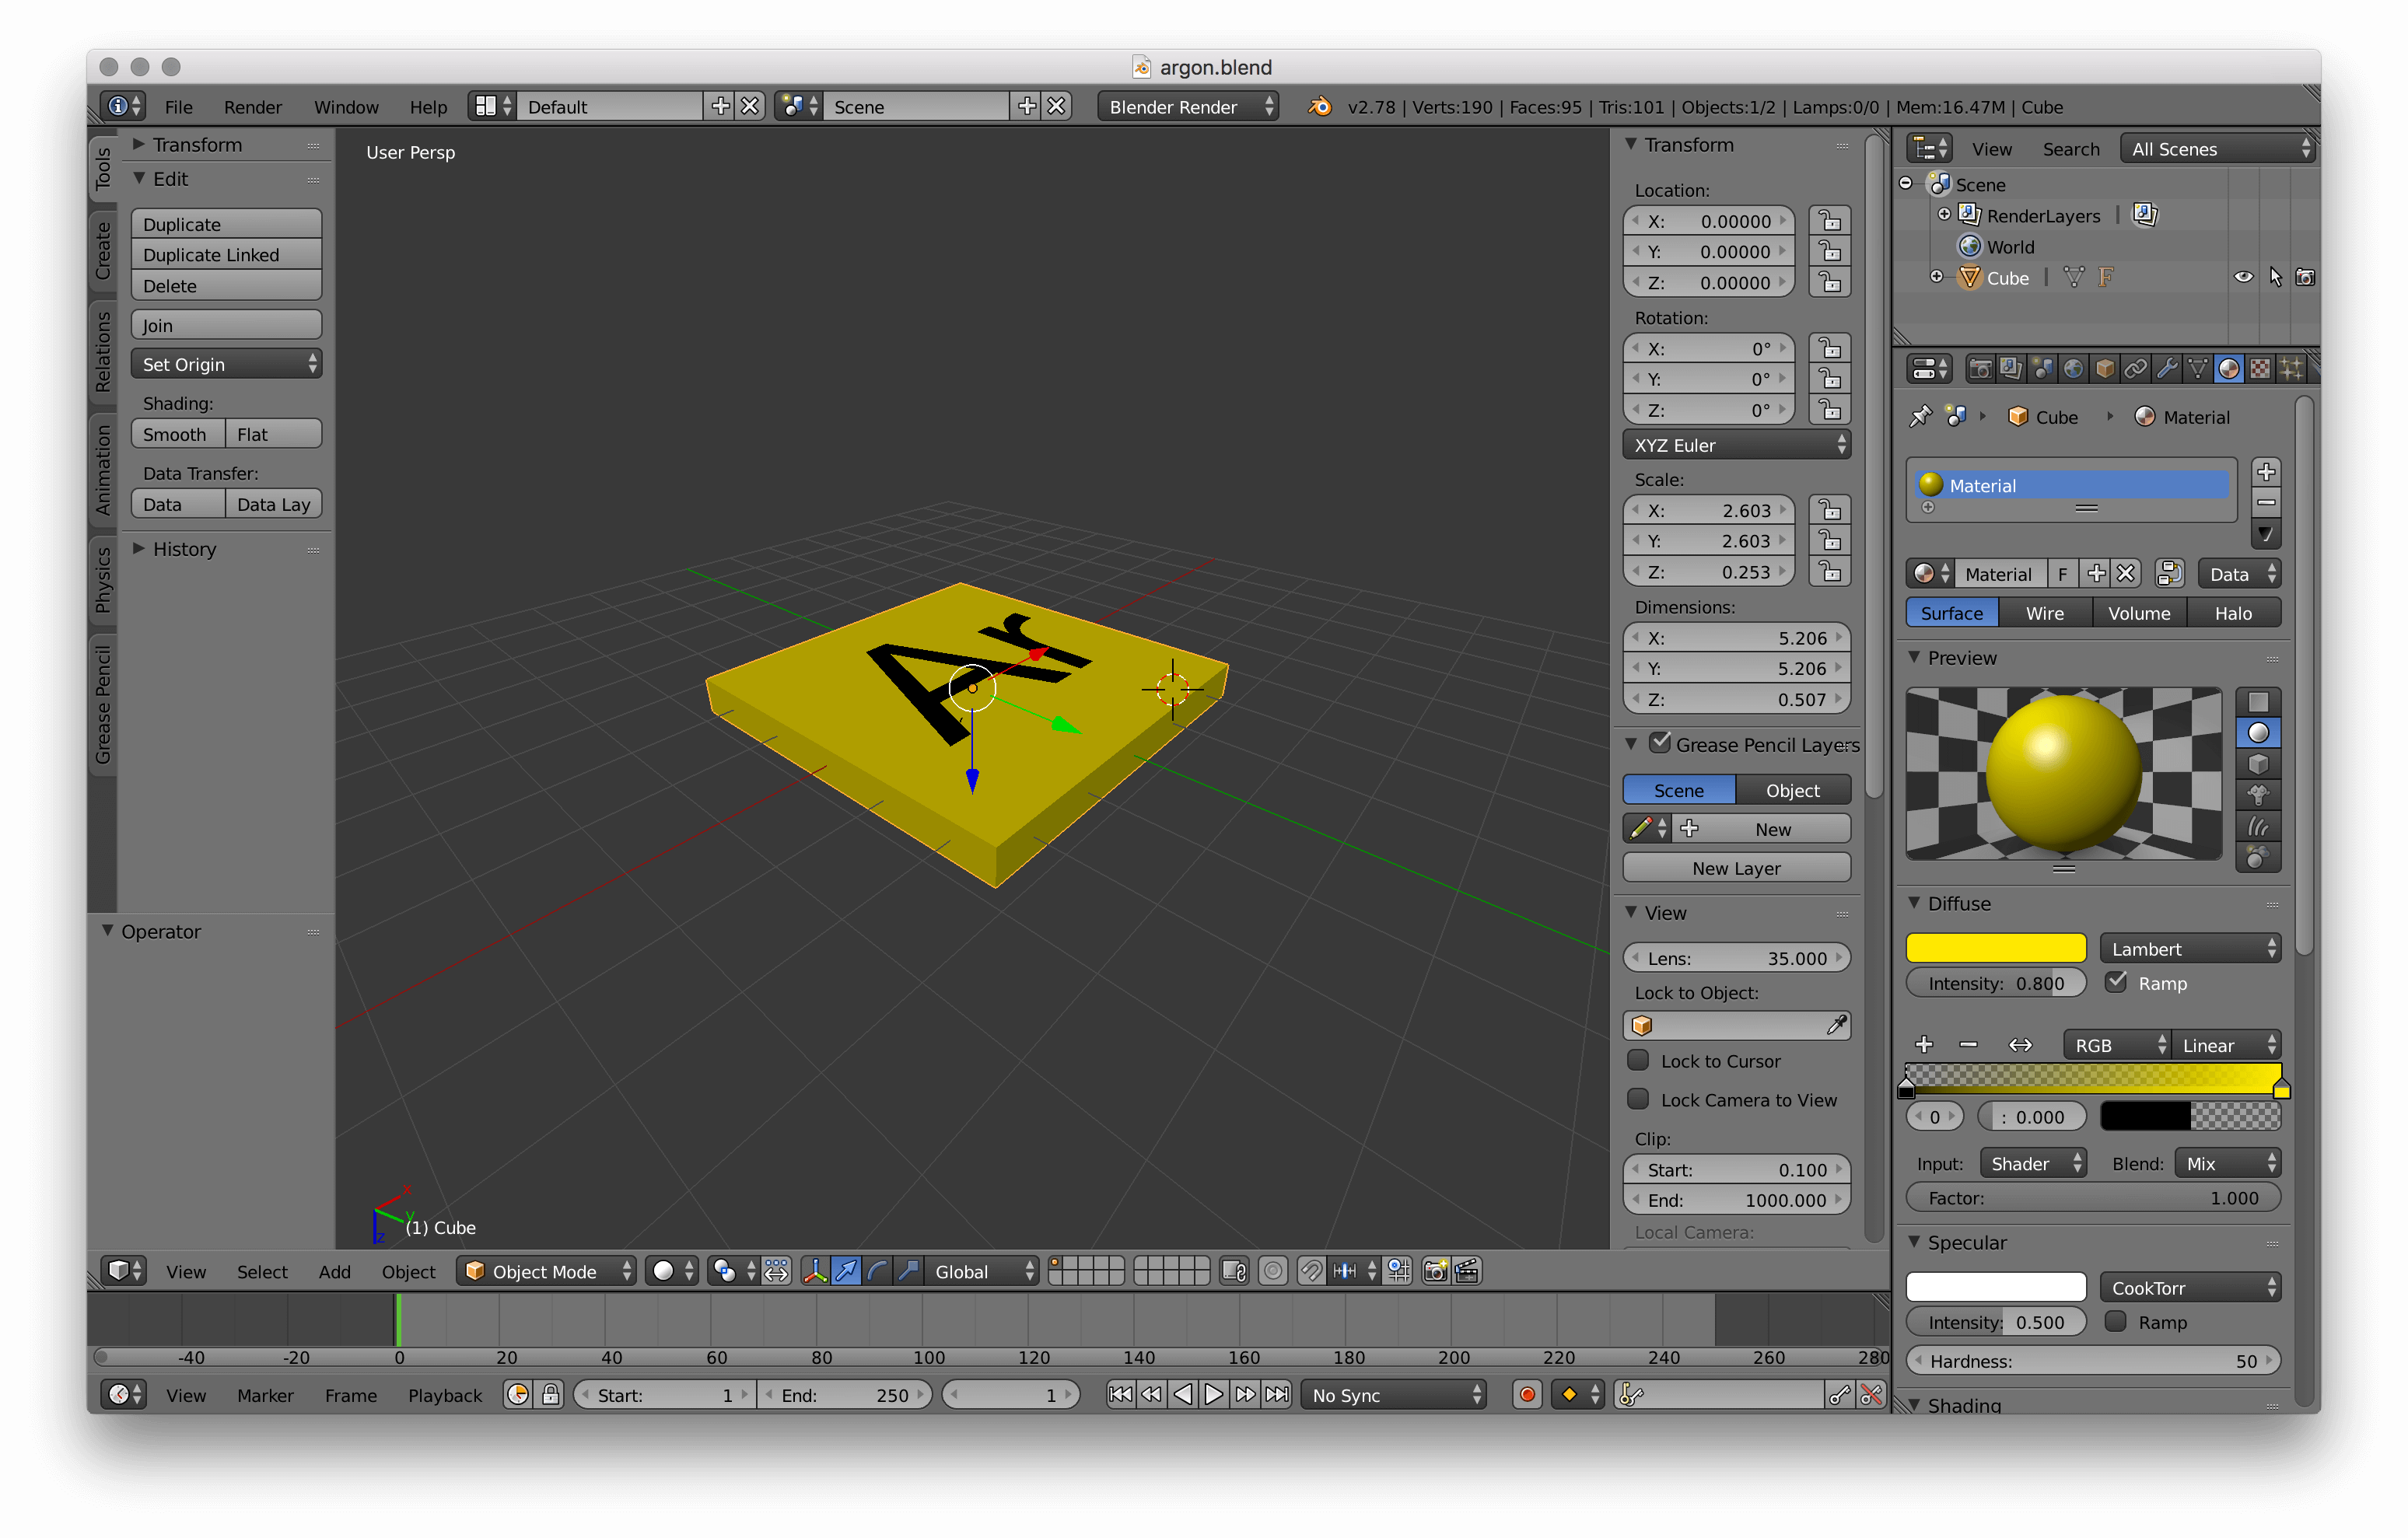 argon.blend
File Render Window Help Default Scene Blender Render v2.78 | Verts:190 | Faces:95 | Tris:101 | Objects:1/2 | Lamps:0/0 | Mem:16.47M | Cube
Tools
Create
Relations
Animation
Physics
Grease Pencil
Transform
Edit
Duplicate
Duplicate Linked
Delete
Join
Set Origin
Shading:
Smooth Flat
Data Transfer:
Data Data Lay
History
Operator
User Persp
Ar
x
y
z
(1) Cube
Transform
Location:
X: 0.00000
Y: 0.00000
Z: 0.00000
Rotation:
X: 0°
Y: 0°
Z: 0°
XYZ Euler
Scale:
X: 2.603
Y: 2.603
Z: 0.253
Dimensions:
X: 5.206
Y: 5.206
Z: 0.507
Grease Pencil Layers
Scene Object
New
New Layer
View
Lens: 35.000
Lock to Object:
Lock to Cursor
Lock Camera to View
Clip:
Start: 0.100
End: 1000.000
Local Camera:
View Search All Scenes
Scene
RenderLayers |
World
Cube | F
Cube Material
Material
Material F Data
Surface Wire Volume Halo
Preview
Diffuse
Lambert
Intensity: 0.800 Ramp
RGB Linear
0 : 0.000
Input: Shader Blend: Mix
Factor: 1.000
Specular
CookTorr
Intensity: 0.500 Ramp
Hardness: 50
Shading
View Select Add Object Object Mode Global
-40 -20 0 20 40 60 80 100 120 140 160 180 200 220 240 260 280
View Marker Frame Playback Start: 1 End: 250 1 No Sync